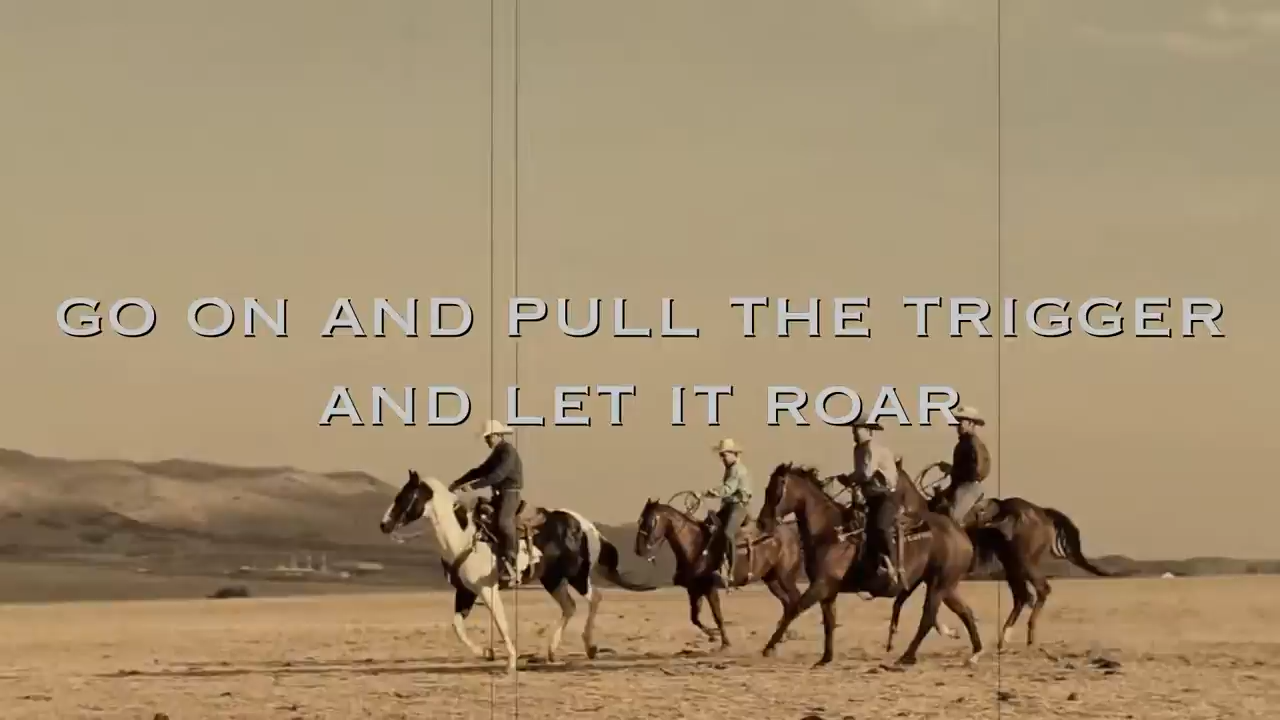 GO ON AND PULL THE TRIGGER
AND LET IT ROAR